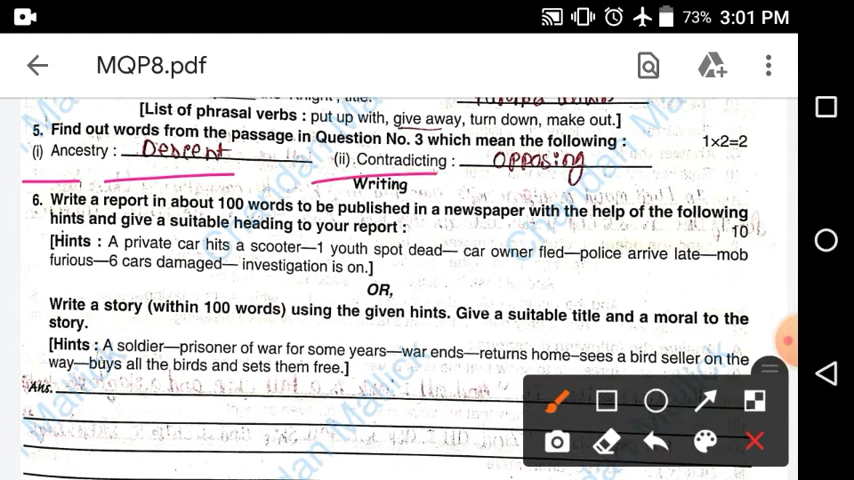 73% 3:01 PM
MQP8.pdf
[List of phrasal verbs : put up with, give away, turn down, make out.]
5. Find out words from the passage in Question No. 3 which mean the following : 1×2=2
(i) Ancestry : Descent (ii) Contradicting : Opposing
Writing
6. Write a report in about 100 words to be published in a newspaper with the help of the following
hints and give a suitable heading to your report : 10
[Hints : A private car hits a scooter—1 youth spot dead— car owner fled—police arrive late—mob
furious—6 cars damaged— investigation is on.]
OR,
Write a story (within 100 words) using the given hints. Give a suitable title and a moral to the
story.
[Hints : A soldier—prisoner of war for some years—war ends—returns home–sees a bird seller on the
way—buys all the birds and sets them free.]
Ans.